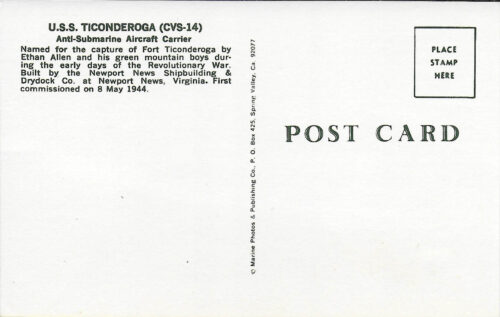 U.S.S. TICONDEROGA (CVS-14)
Anti-Submarine Aircraft Carrier
Named for the capture of Fort Ticonderoga by
Ethan Allen and his green mountain boys dur-
ing the early days of the Revolutionary War.
Built by the Newport News Shipbuilding &
Drydock Co. at Newport News, Virginia. First
commissioned on 8 May 1944.
© Marine Photos & Publishing Co., P. O. Box 425, Spring Valley, Ca. 92077
PLACE
STAMP
HERE
POST CARD